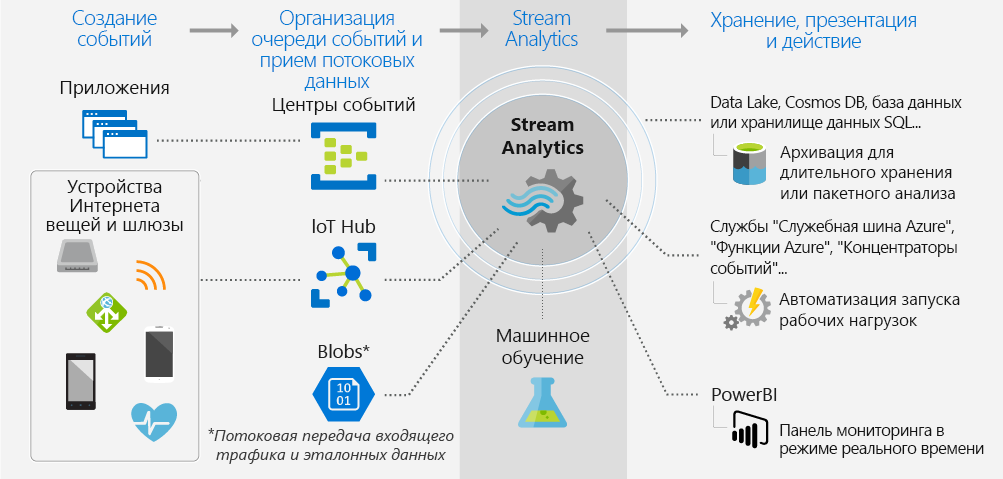 Создание
событий
Организация
очереди событий и
прием потоковых
данных
Stream
Analytics
Хранение, презентация
и действие
Приложения
Устройства
Интернета
вещей и шлюзы
Центры событий
IoT Hub
Blobs*
10
01
*Потоковая передача входящего
трафика и эталонных данных
Stream
Analytics
Машинное
обучение
Data Lake, Cosmos DB, база данных
или хранилище данных SQL...
Архивация для
длительного хранения
или пакетного анализа
Службы "Служебная шина Azure",
"Функции Azure", "Концентраторы
событий"...
Автоматизация запуска
рабочих нагрузок
PowerBI
Панель мониторинга в
режиме реального времени